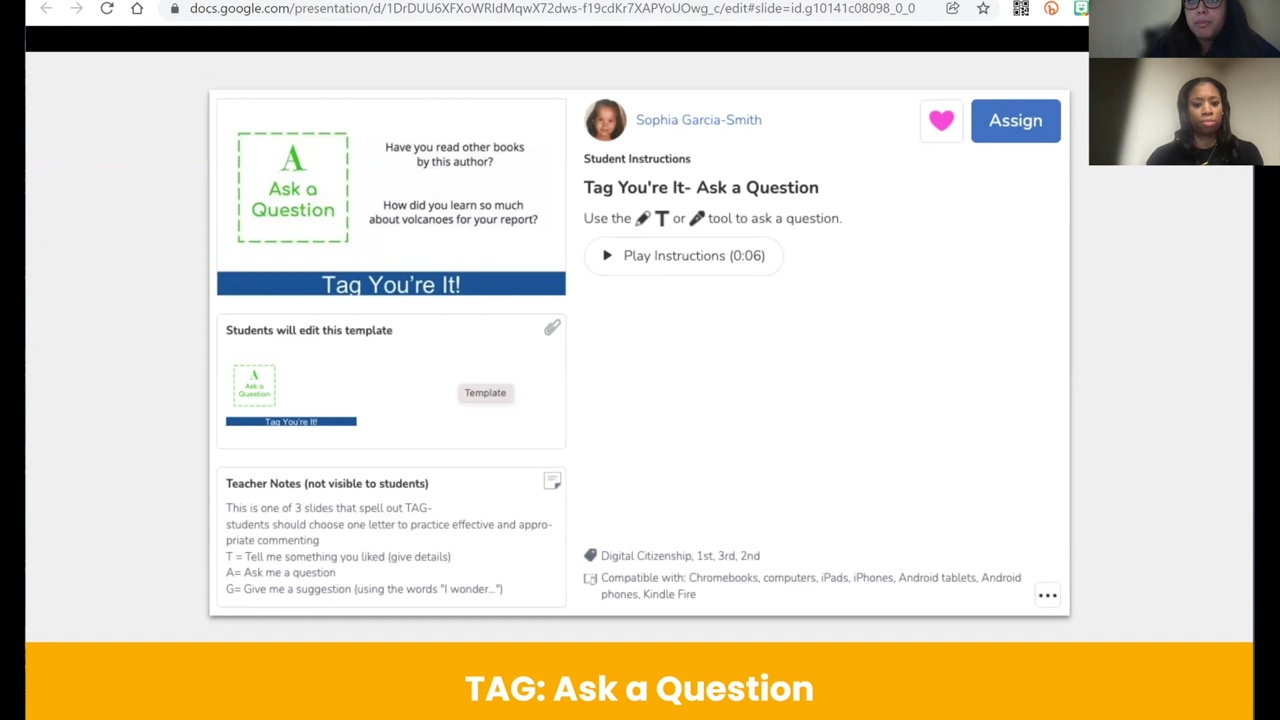 docs.google.com/presentation/d/1DrDUU6XFXoWRIdMqwX72dws-f19cdKr7XAPYoUOwg_c/edit#slide=id.g10141c08098_0_0
A
Ask a
Question
Have you read other books
by this author?
How did you learn so much
about volcanoes for your report?
Tag You're It!
Students will edit this template
A
Ask a
Question
Template
Tag You're It!
Teacher Notes (not visible to students)
This is one of 3 slides that spell out TAG-
students should choose one letter to practice effective and appro-
priate commenting
T = Tell me something you liked (give details)
A= Ask me a question
G= Give me a suggestion (using the words "I wonder...")
Sophia Garcia-Smith
Assign
Student Instructions
Tag You're It- Ask a Question
Use the T or tool to ask a question.
Play Instructions (0:06)
Digital Citizenship, 1st, 3rd, 2nd
Compatible with: Chromebooks, computers, iPads, iPhones, Android tablets, Android
phones, Kindle Fire
TAG: Ask a Question